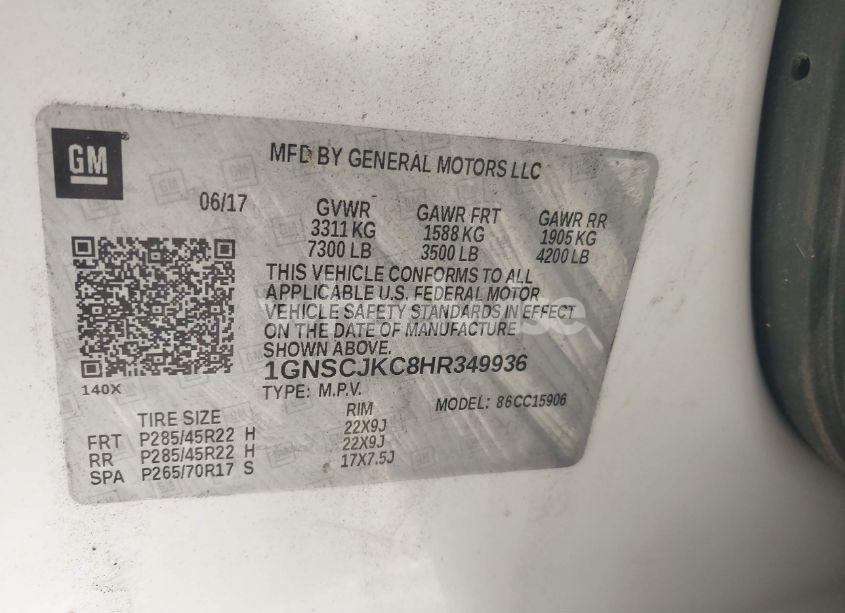 GM
MFD BY GENERAL MOTORS LLC
06/17
GVWR GAWR FRT GAWR RR
3311 KG 1588 KG 1905 KG
7300 LB 3500 LB 4200 LB
THIS VEHICLE CONFORMS TO ALL
APPLICABLE U.S. FEDERAL MOTOR
VEHICLE SAFETY STANDARDS IN EFFECT
ON THE DATE OF MANUFACTURE
SHOWN ABOVE.
1GNSCJKC8HR349936
140X
TYPE: M.P.V. MODEL: 86CC15906
TIRE SIZE RIM
FRT P285/45R22 H 22X9J
RR P285/45R22 H 22X9J
SPA P265/70R17 S 17X7.5J